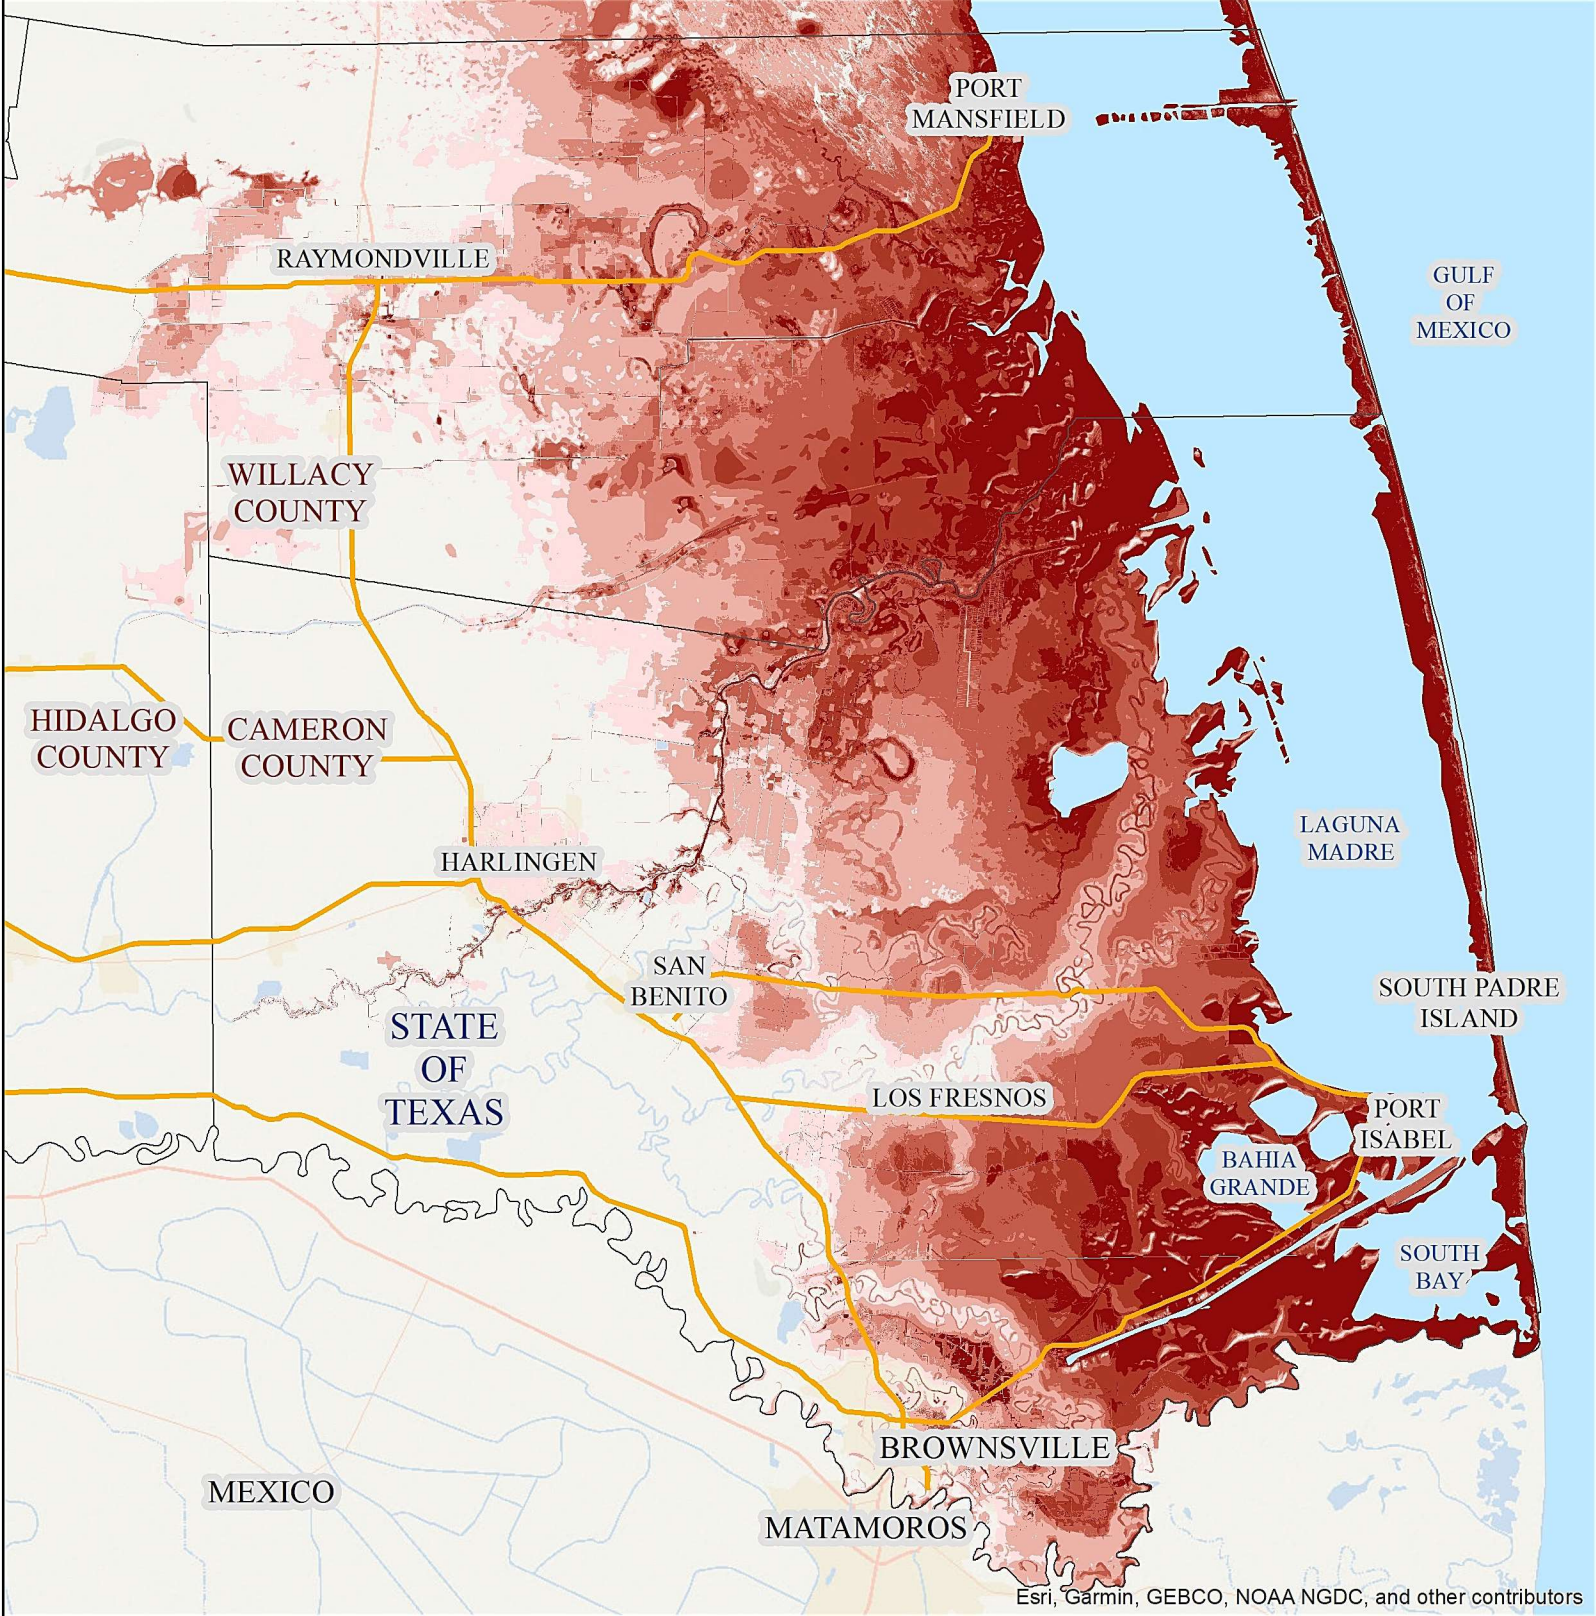 PORT
MANSFIELD
RAYMONDVILLE
GULF
OF
MEXICO
WILLACY
COUNTY
HIDALGO
COUNTY
CAMERON
COUNTY
LAGUNA
MADRE
HARLINGEN
SAN
BENITO
SOUTH PADRE
ISLAND
STATE
OF
TEXAS
LOS FRESNOS
PORT
ISABEL
BAHIA
GRANDE
SOUTH
BAY
BROWNSVILLE
MEXICO
MATAMOROS
Esri, Garmin, GEBCO, NOAA NGDC, and other contributors